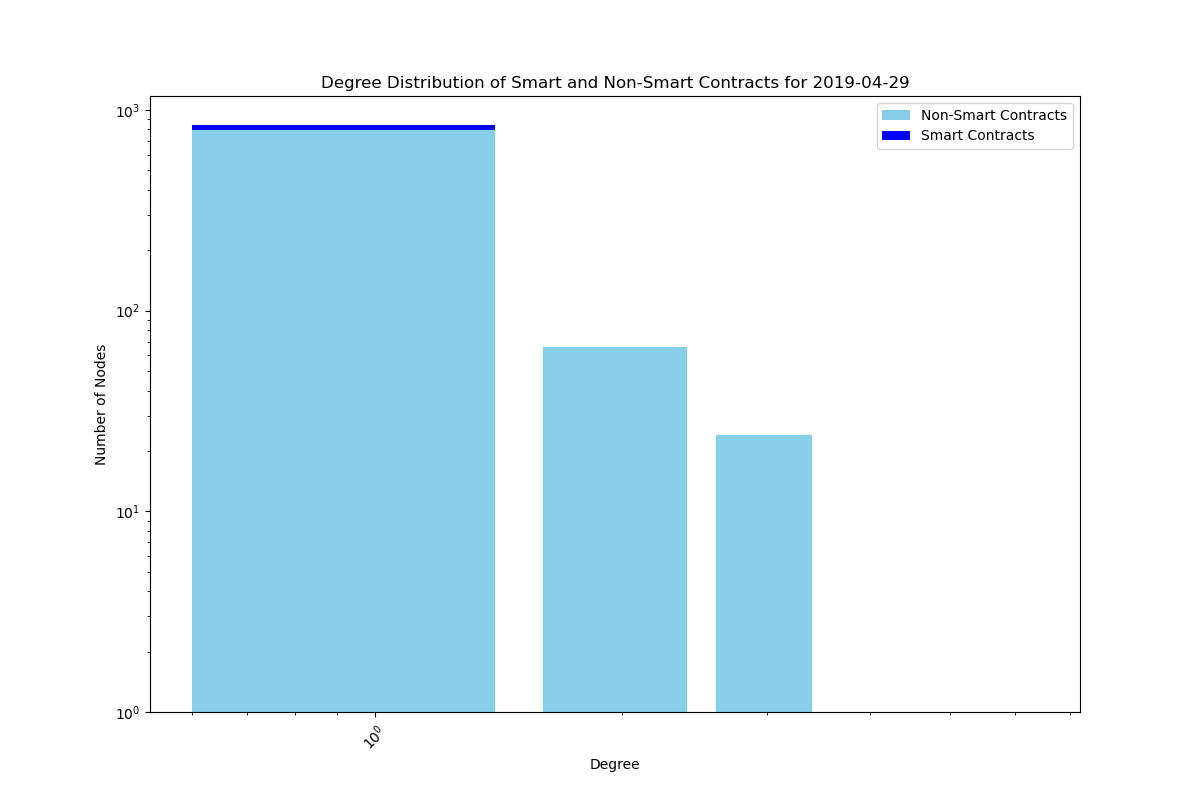 Degree Distribution of Smart and Non-Smart Contracts for 2019-04-29
Non-Smart Contracts
Smart Contracts
10³
10²
10¹
10⁰
Number of Nodes
10⁰
Degree